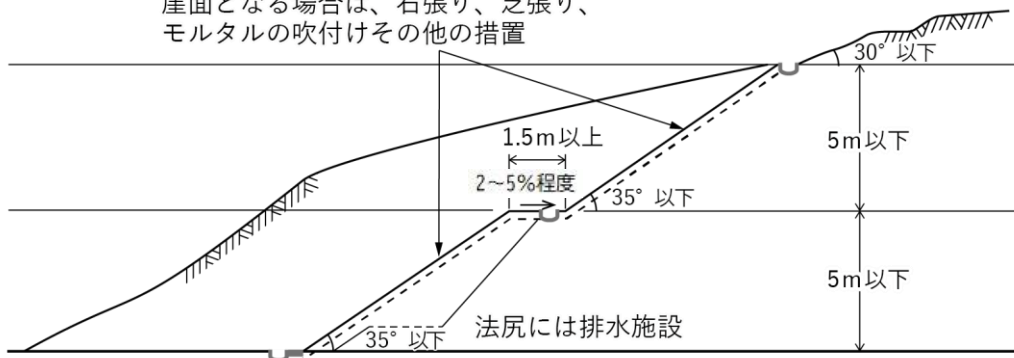 崖面となる場合は、石張り、芝張り、
モルタルの吹付けその他の措置
30°以下
1.5m以上
5m以下
2～5%程度
35°以下
5m以下
法尻には排水施設
35°以下